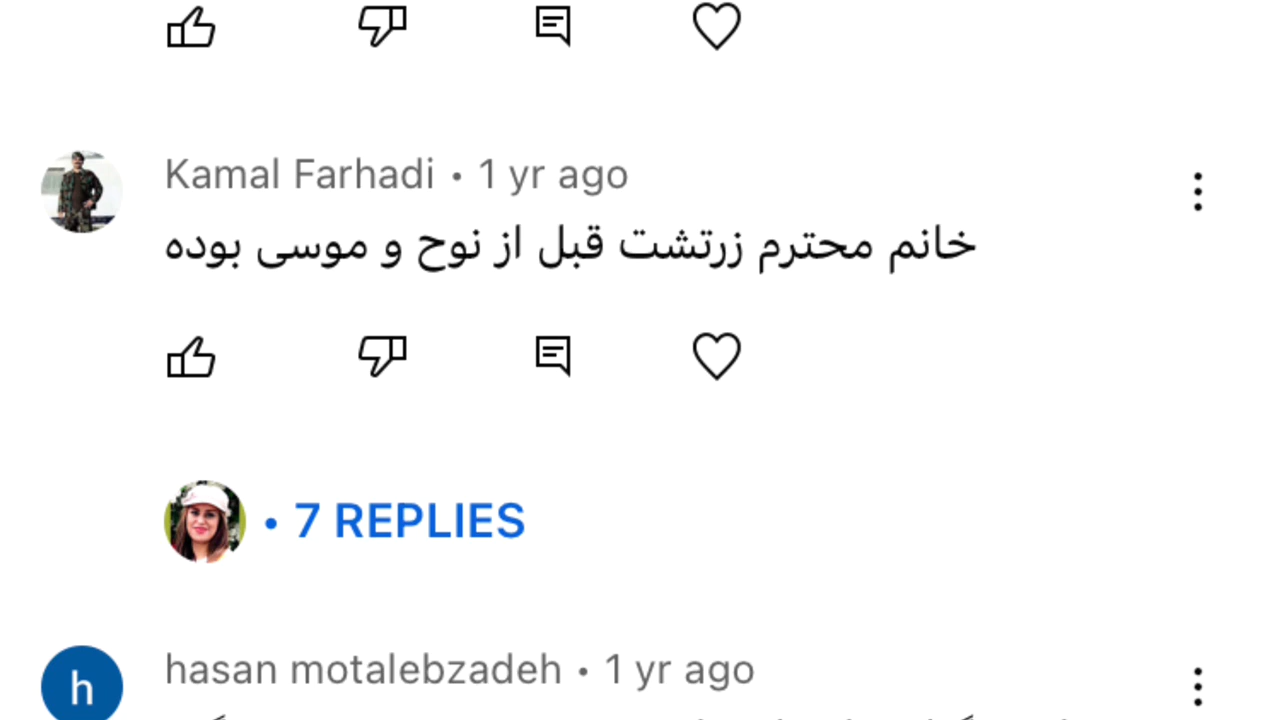 Kamal Farhadi • 1 yr ago
خانم محترم زرتشت قبل از نوح و موسی بوده
• 7 REPLIES
h
hasan motalebzadeh • 1 yr ago